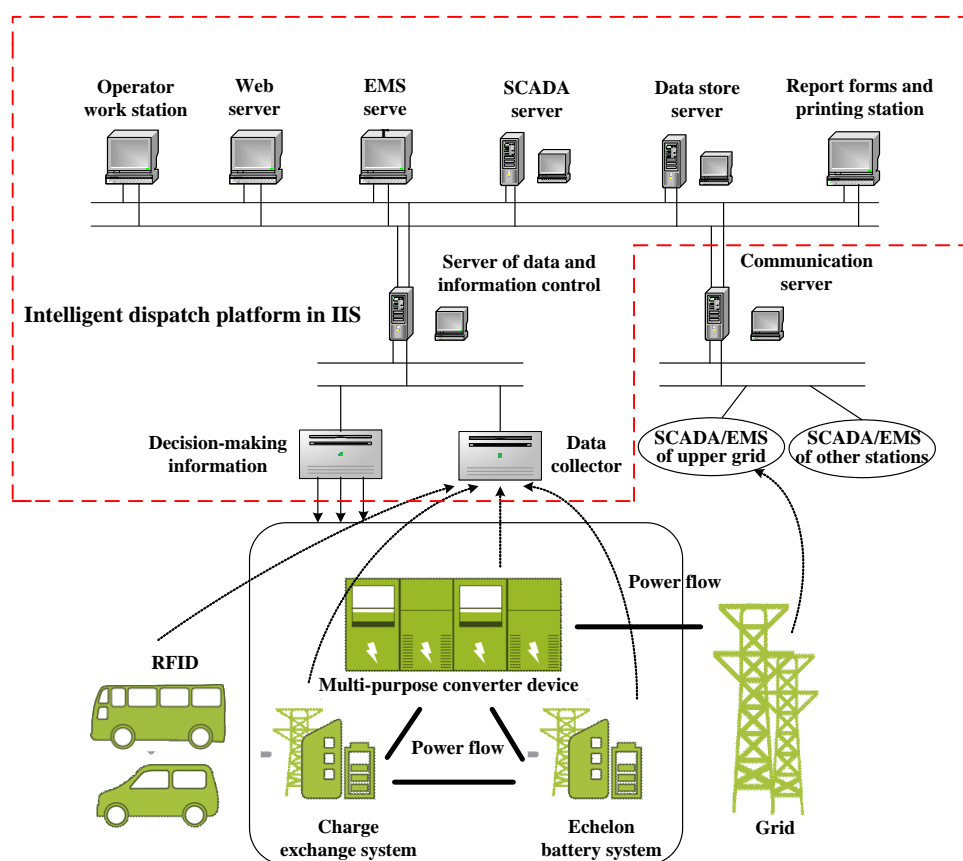 Operator
work station
Web
server
EMS
serve
SCADA
server
Data store
server
Report forms and
printing station
Server of data and
information control
Communication
server
Intelligent dispatch platform in IIS
Decision-making
information
Data
collector
SCADA/EMS
of upper grid
SCADA/EMS
of other stations
Power flow
RFID
Multi-purpose converter device
Power flow
Charge
exchange system
Echelon
battery system
Grid